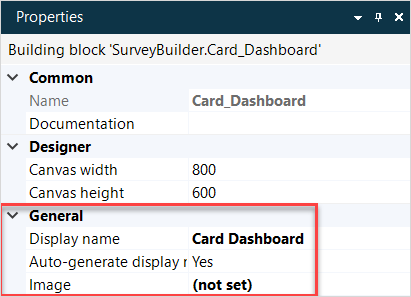 Properties
Building block 'SurveyBuilder.Card_Dashboard'
Common
Name Card_Dashboard
Documentation
Designer
Canvas width 800
Canvas height 600
General
Display name Card Dashboard
Auto-generate display Yes
Image (not set)